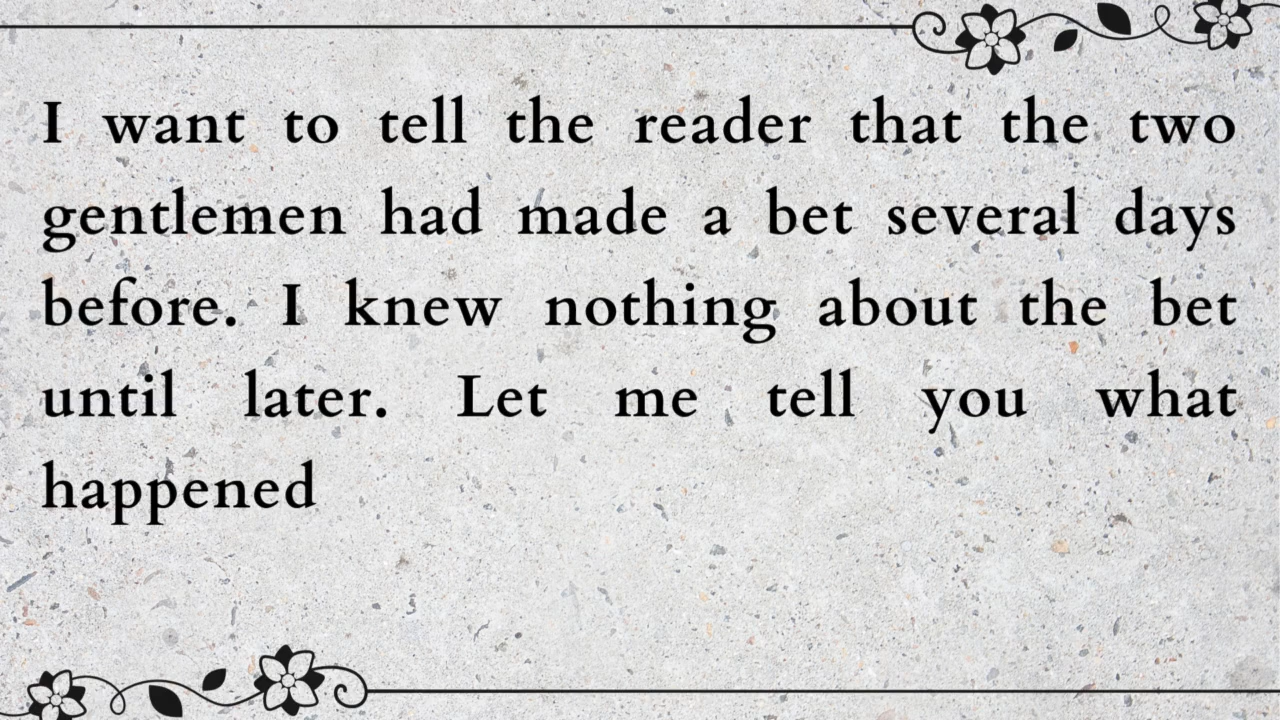 I want to tell the reader that the two
gentlemen had made a bet several days
before. I knew nothing about the bet
until later. Let me tell you what
happened